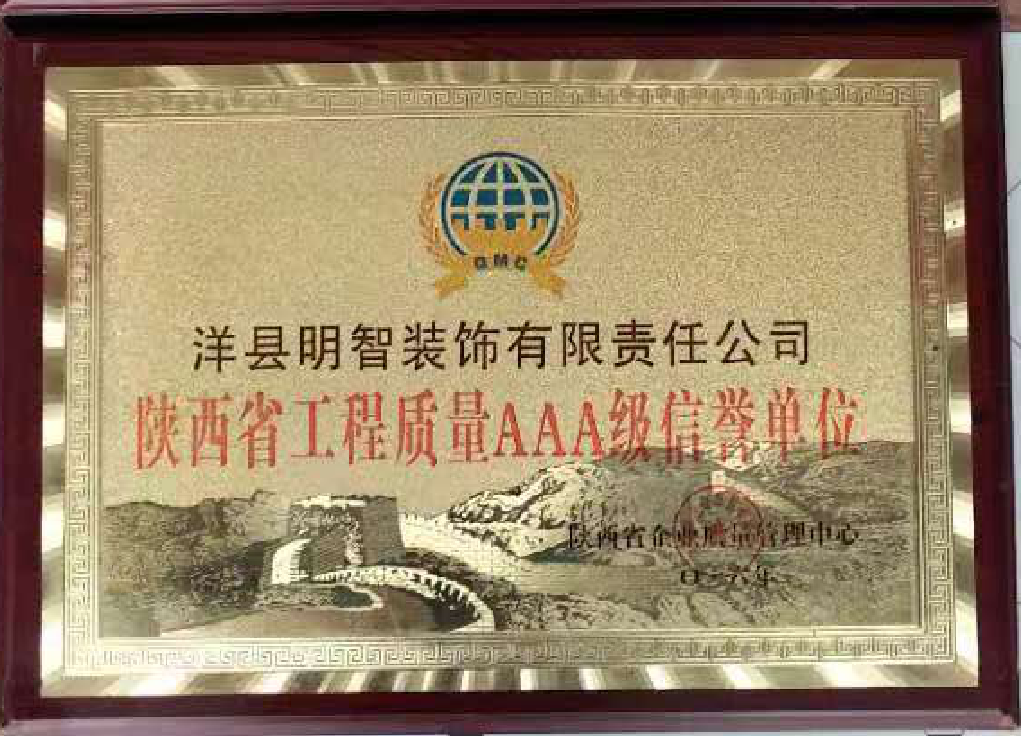 QMC
洋县明智装饰有限责任公司
陕西省工程质量AAA级信誉单位
陕西省企业质量管理中心
六年